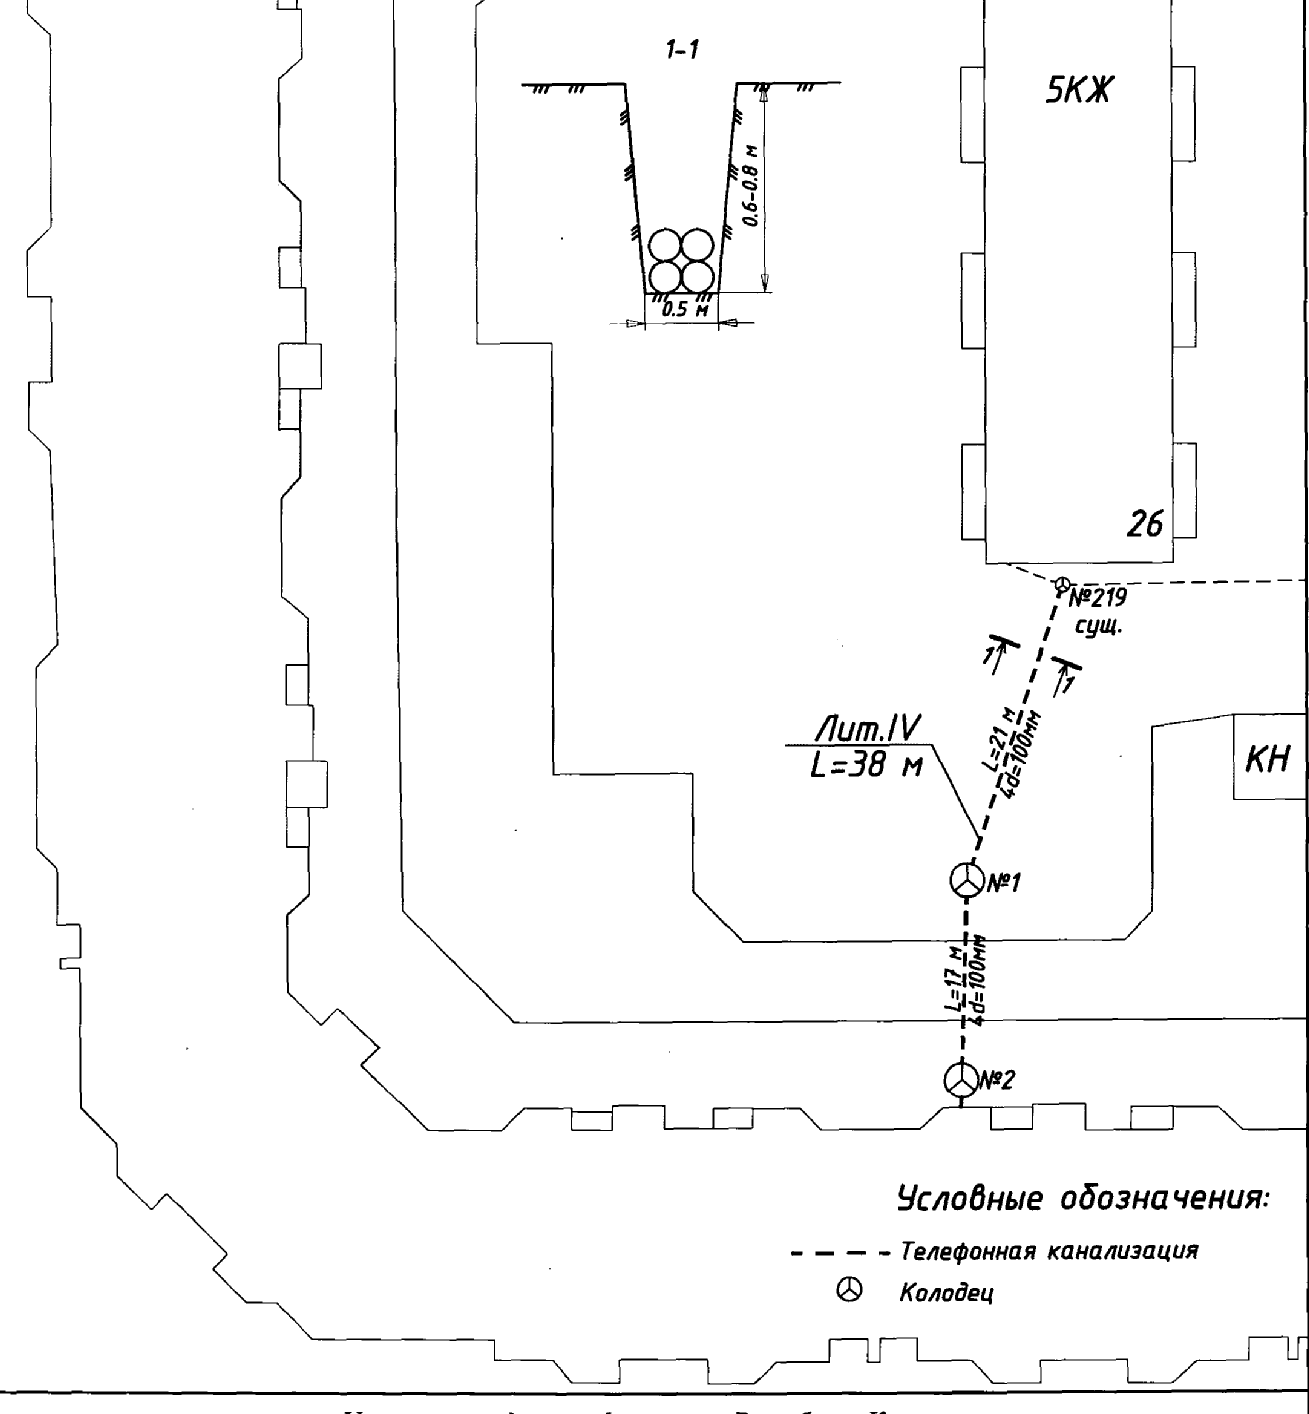 1-1
5КЖ
0.6-0.8 м
0.5 м
26
№219
сущ.
1
1
Лит.IV
L=38 м
L=21 м
4d=100мм
КН
№1
L=17 м
4d=100мм
№2
Условные обозначения:
Телефонная канализация
Колодец